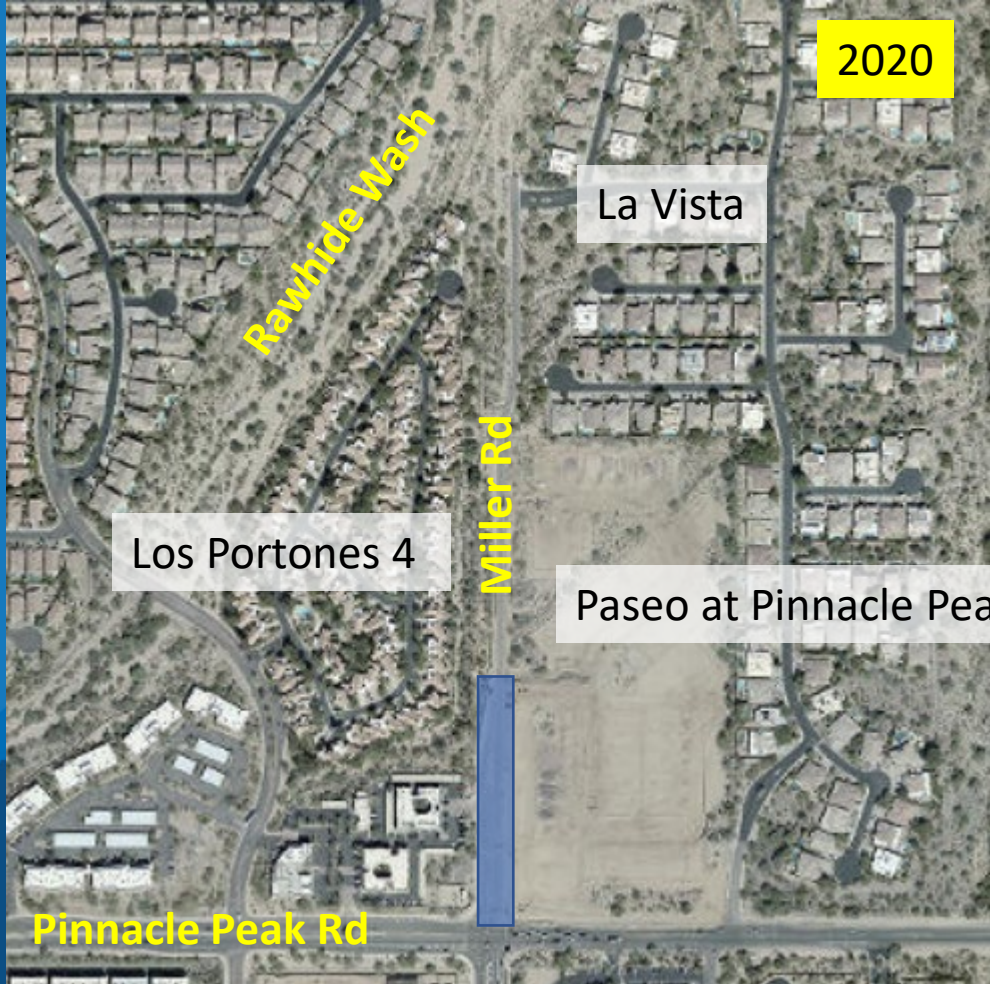 2020
La Vista
Rawhide Wash
Miller Rd
Los Portones 4
Paseo at Pinnacle Pea
Pinnacle Peak Rd